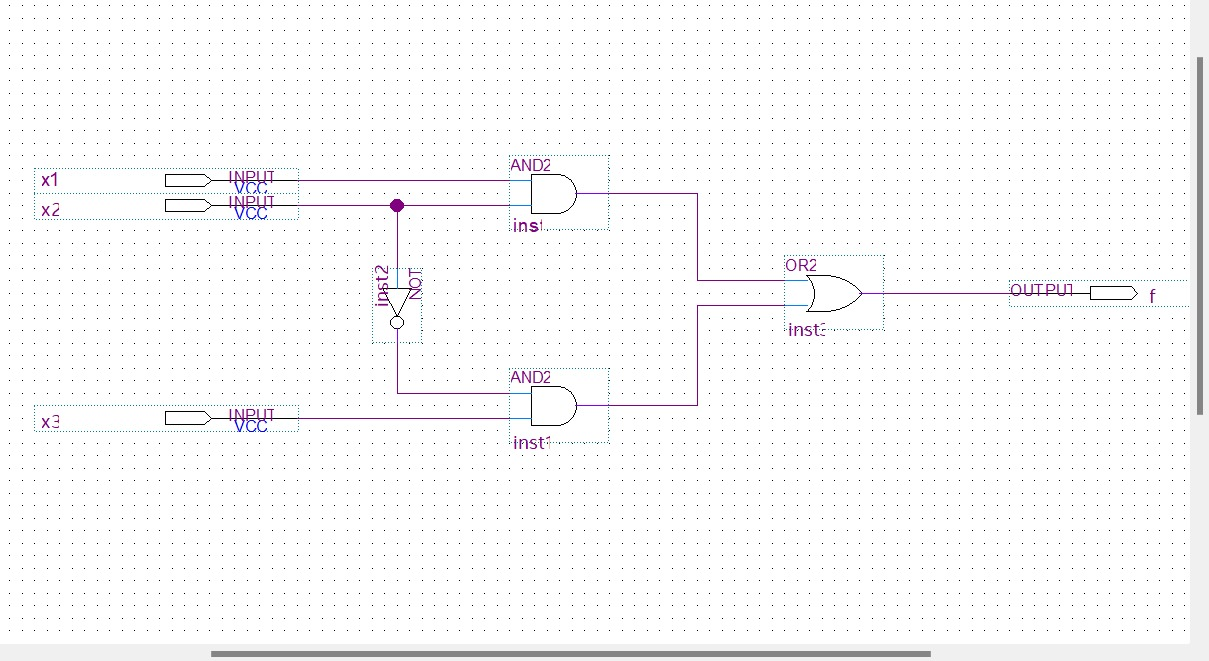 AND2
x1 INPUT
VCC
x2 INPUT
VCC
inst
inst2
NOT
OR2
OUTPUT f
inst3
AND2
x3 INPUT
VCC
inst1